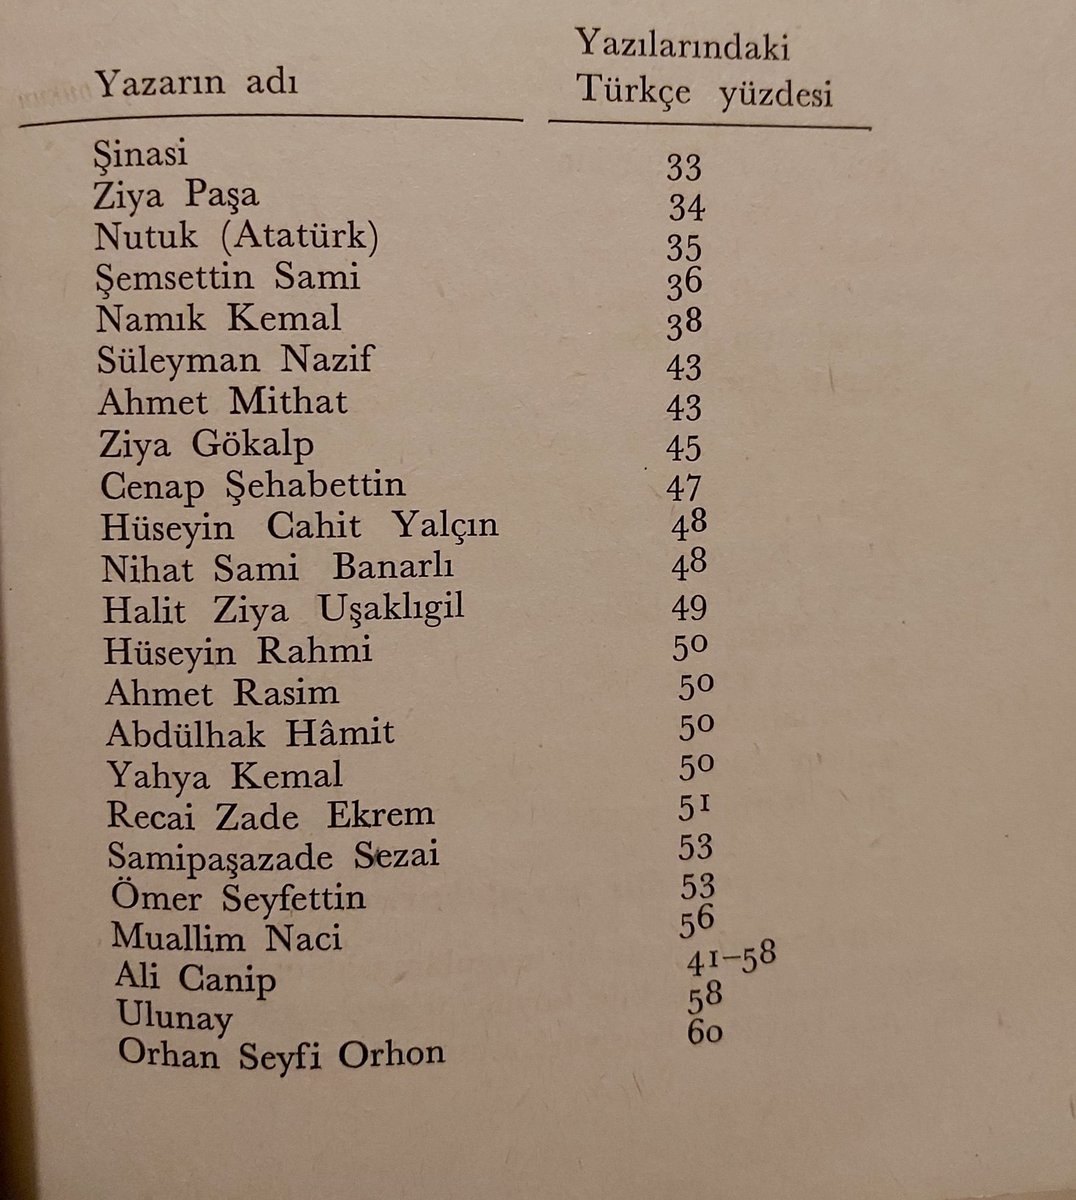 Yazarın adı Yazılarındaki Türkçe yüzdesi
Şinasi 33
Ziya Paşa 34
Nutuk (Atatürk) 35
Şemsettin Sami 36
Namık Kemal 38
Süleyman Nazif 43
Ahmet Mithat 43
Ziya Gökalp 45
Cenap Şehabettin 47
Hüseyin Cahit Yalçın 48
Nihat Sami Banarlı 48
Halit Ziya Uşaklıgil 49
Hüseyin Rahmi 50
Ahmet Rasim 50
Abdülhak Hâmit 50
Yahya Kemal 50
Recai Zade Ekrem 51
Samipaşazade Sezai 53
Ömer Seyfettin 53
Muallim Naci 56
Ali Canip 41–58
Ulunay 58
Orhan Seyfi Orhon 60